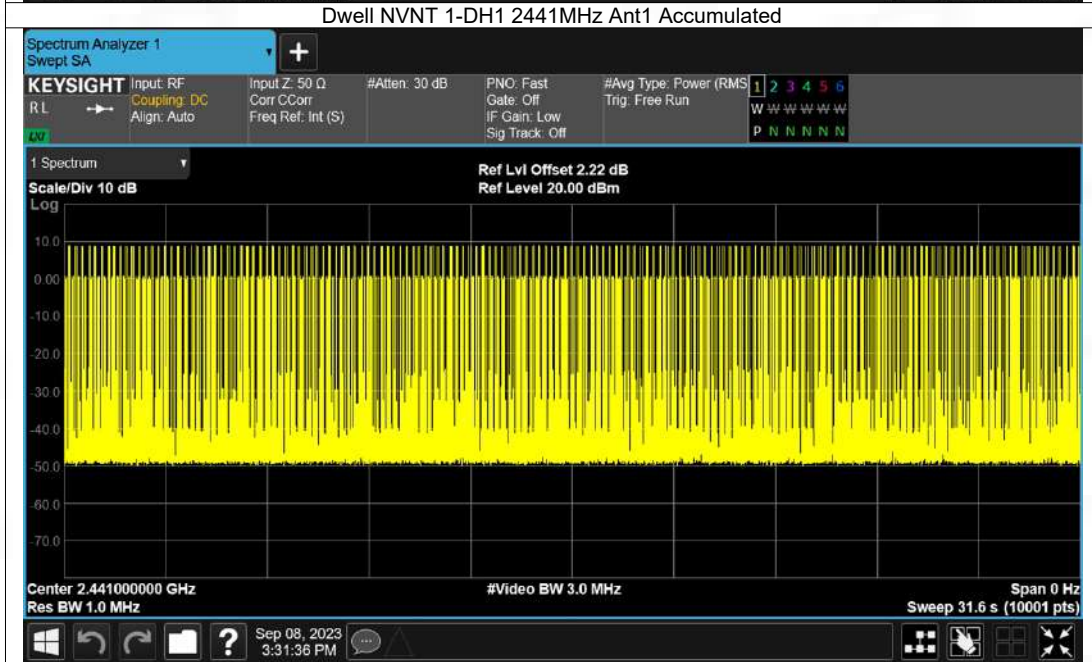 Dwell NVNT 1-DH1 2441MHz Ant1 Accumulated
Spectrum Analyzer 1
Swept SA
+
KEYSIGHT Input: RF Input Z: 50 Ω #Atten: 30 dB PNO: Fast #Avg Type: Power (RMS 1 2 3 4 5 6
RL Coupling: DC Corr CCorr Gate: Off Trig: Free Run W W W W W W
Align: Auto Freq Ref: Int (S) IF Gain: Low
LXI Sig Track: Off P N N N N N
1 Spectrum Ref Lvl Offset 2.22 dB
Scale/Div 10 dB Ref Level 20.00 dBm
Log
10.0
0.00
-10.0
-20.0
-30.0
-40.0
-50.0
-60.0
-70.0
Center 2.441000000 GHz #Video BW 3.0 MHz Span 0 Hz
Res BW 1.0 MHz Sweep 31.6 s (10001 pts)
? Sep 08, 2023
3:31:36 PM